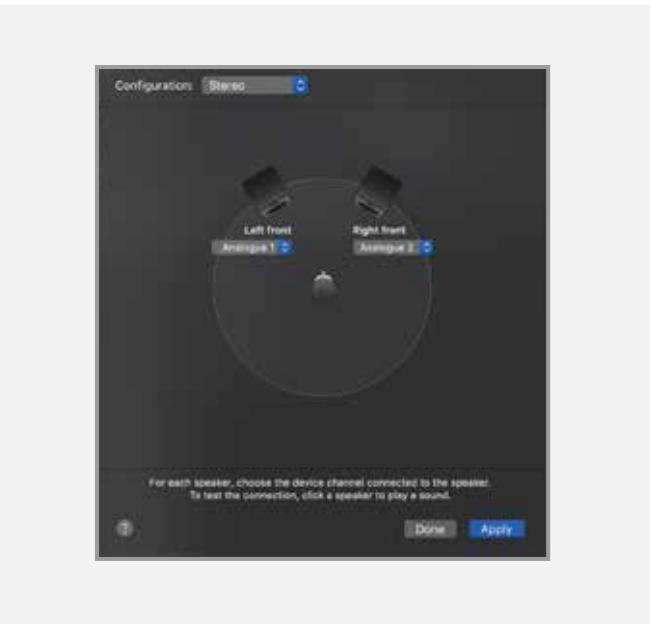 Configuration: Stereo
Left front Right front
Analogue 1 Analogue 2
For each speaker, choose the device channel connected to the speaker.
To test the connection, click a speaker to play a sound.
? Done Apply